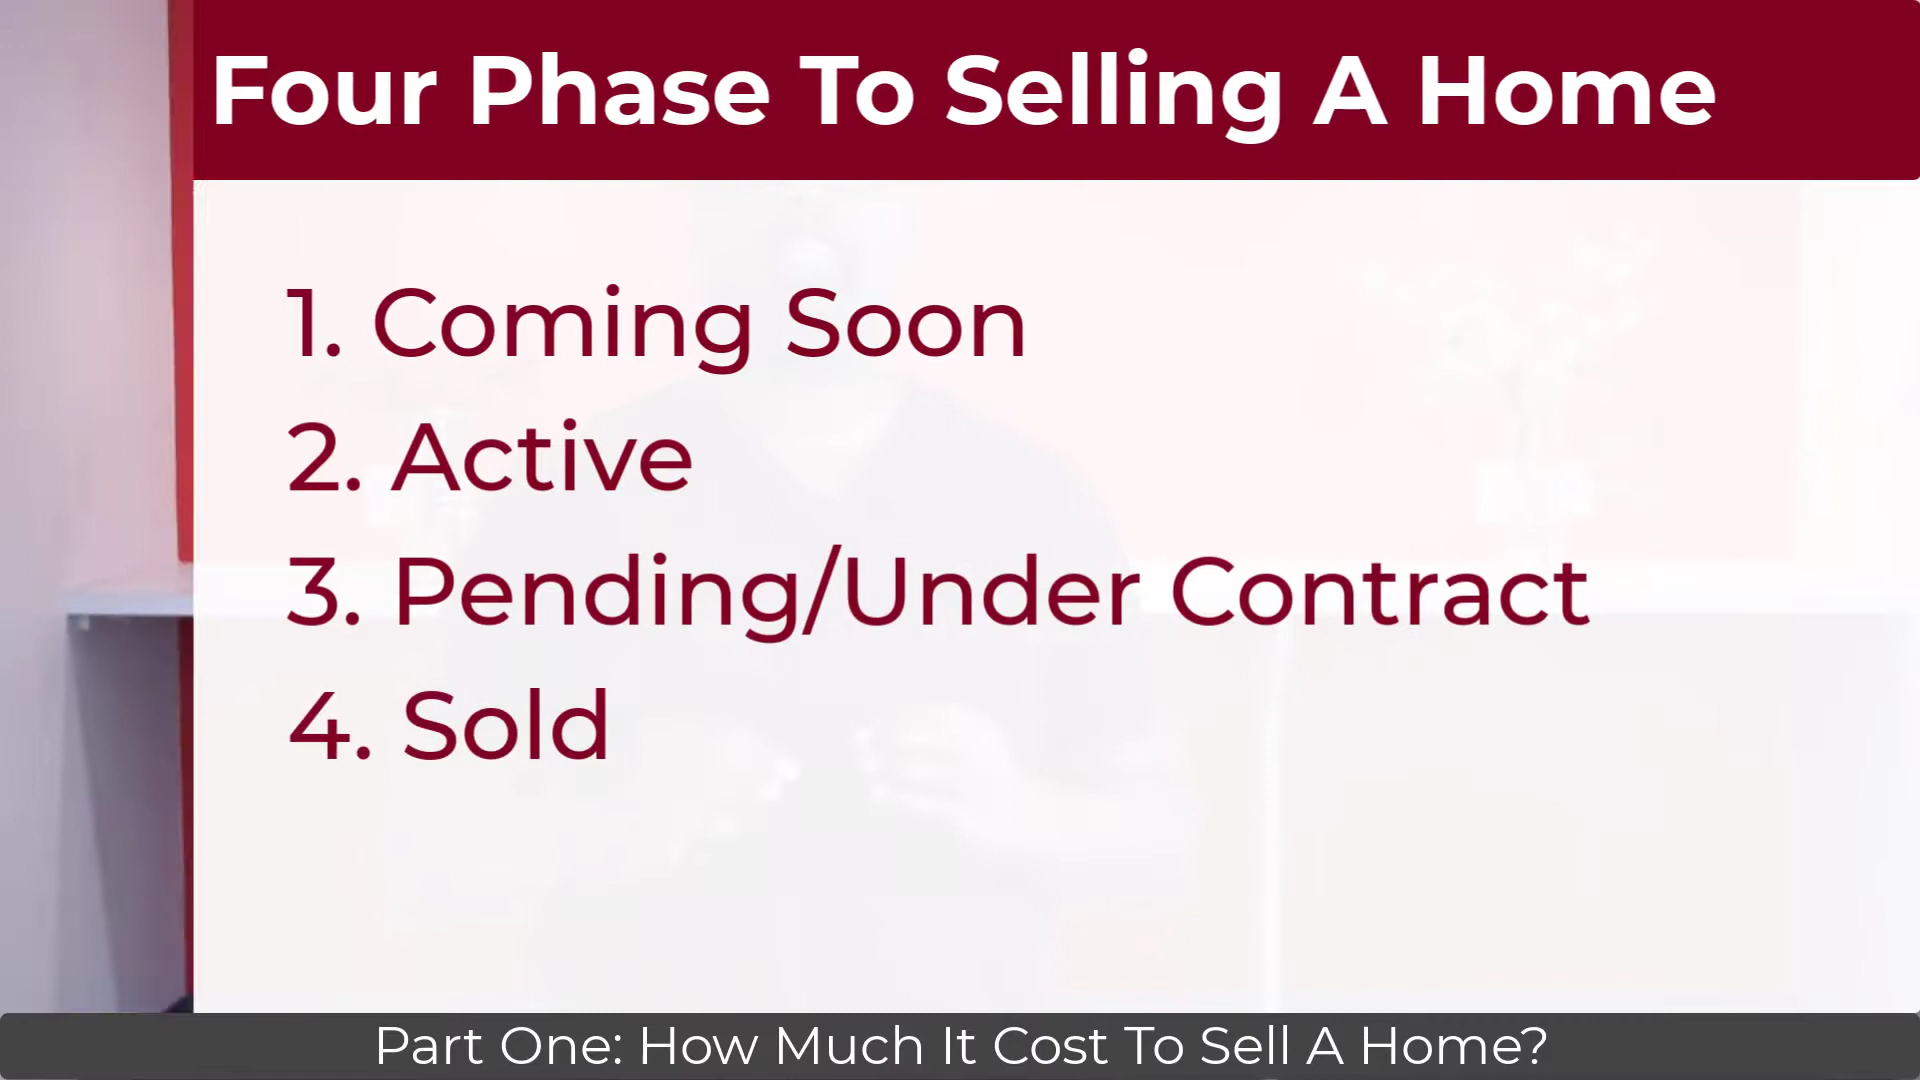 Four Phase To Selling A Home
1. Coming Soon
2. Active
3. Pending/Under Contract
4. Sold
Part One: How Much It Cost To Sell A Home?